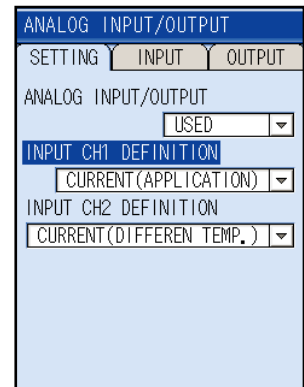 ANALOG INPUT/OUTPUT
SETTING INPUT OUTPUT
ANALOG INPUT/OUTPUT
USED
INPUT CH1 DEFINITION
CURRENT(APPLICATION)
INPUT CH2 DEFINITION
CURRENT(DIFFEREN TEMP.)